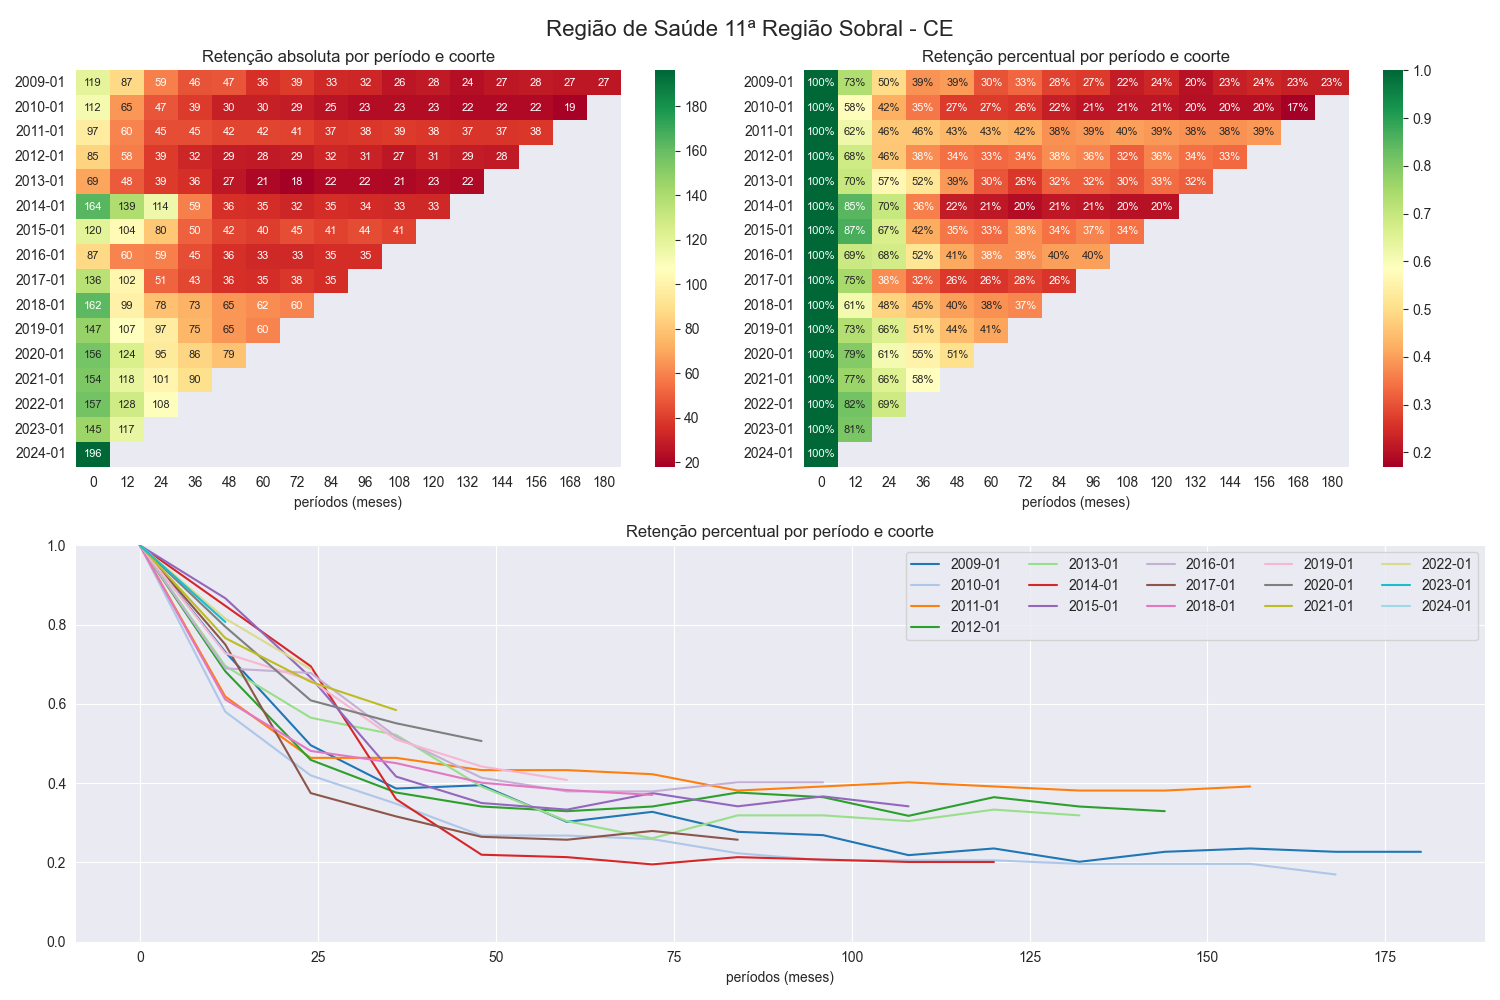 Região de Saúde 11ª Região Sobral - CE
Retenção absoluta por período e coorte
2009-01 119 87 59 46 47 36 39 33 32 26 28 24 27 28 27 27
2010-01 112 65 47 39 30 30 29 25 23 23 23 22 22 22 19
2011-01 97 60 45 45 42 42 41 37 38 39 38 37 37 38
2012-01 85 58 39 32 29 28 29 32 31 27 31 29 28
2013-01 69 48 39 36 27 21 18 22 22 21 23 22
2014-01 164 139 114 59 36 35 32 35 34 33 33
2015-01 120 104 80 50 42 40 45 41 44 41
2016-01 87 60 59 45 36 33 33 35 35
2017-01 136 102 51 43 36 35 38 35
2018-01 162 99 78 73 65 62 60
2019-01 147 107 97 75 65 60
2020-01 156 124 95 86 79
2021-01 154 118 101 90
2022-01 157 128 108
2023-01 145 117
2024-01 196
0 12 24 36 48 60 72 84 96 108 120 132 144 156 168 180
períodos (meses)
180
160
140
120
100
80
60
40
20
Retenção percentual por período e coorte
2009-01 100% 73% 50% 39% 39% 30% 33% 28% 27% 22% 24% 20% 23% 24% 23% 23%
2010-01 100% 58% 42% 35% 27% 27% 26% 22% 21% 21% 21% 20% 20% 20% 17%
2011-01 100% 62% 46% 46% 43% 43% 42% 38% 39% 40% 39% 38% 38% 39%
2012-01 100% 68% 46% 38% 34% 33% 34% 38% 36% 32% 36% 34% 33%
2013-01 100% 70% 57% 52% 39% 30% 26% 32% 32% 30% 33% 32%
2014-01 100% 85% 70% 36% 22% 21% 20% 21% 21% 20% 20%
2015-01 100% 87% 67% 42% 35% 33% 38% 34% 37% 34%
2016-01 100% 69% 68% 52% 41% 38% 38% 40% 40%
2017-01 100% 75% 38% 32% 26% 26% 28% 26%
2018-01 100% 61% 48% 45% 40% 38% 37%
2019-01 100% 73% 66% 51% 44% 41%
2020-01 100% 79% 61% 55% 51%
2021-01 100% 77% 66% 58%
2022-01 100% 82% 69%
2023-01 100% 81%
2024-01 100%
0 12 24 36 48 60 72 84 96 108 120 132 144 156 168 180
períodos (meses)
1.0
0.9
0.8
0.7
0.6
0.5
0.4
0.3
0.2
Retenção percentual por período e coorte
1.0
0.8
0.6
0.4
0.2
0.0
2009-01 2013-01 2016-01 2019-01 2022-01
2010-01 2014-01 2017-01 2020-01 2023-01
2011-01 2015-01 2018-01 2021-01 2024-01
2012-01
0 25 50 75 100 125 150 175
períodos (meses)